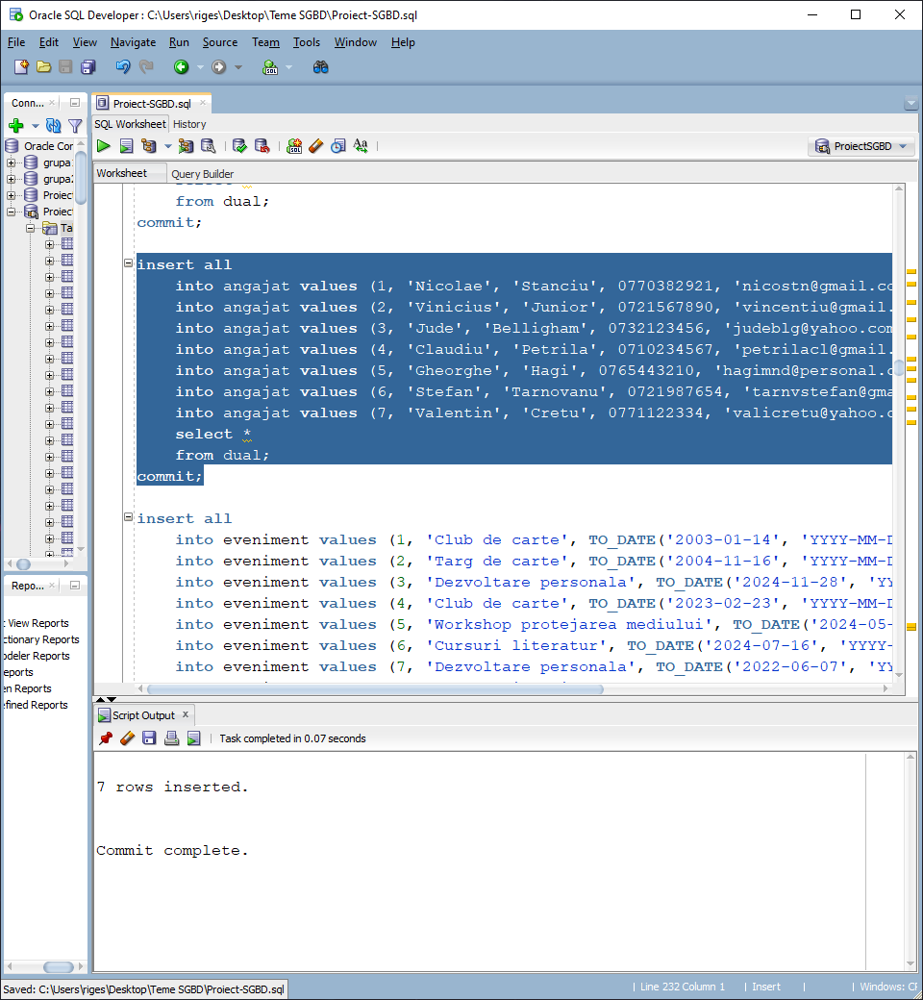 Oracle SQL Developer : C:\Users\riges\Desktop\Teme SGBD\Proiect-SGBD.sql
File Edit View Navigate Run Source Team Tools Window Help
Conn...
Oracle Cor
grupa
grupa
Proiec
Proiec
Ta
Proiect-SGBD.sql
SQL Worksheet History
ProiectSGBD
Worksheet Query Builder
from dual;
commit;
insert all
into angajat values (1, 'Nicolae', 'Stanciu', 0770382921, 'nicostn@gmail.co
into angajat values (2, 'Vinicius', 'Junior', 0721567890, 'vincentiu@gmail.
into angajat values (3, 'Jude', 'Belligham', 0732123456, 'judeblg@yahoo.com
into angajat values (4, 'Claudiu', 'Petrila', 0710234567, 'petrilacl@gmail.
into angajat values (5, 'Gheorghe', 'Hagi', 0765443210, 'hagimnd@personal.c
into angajat values (6, 'Stefan', 'Tarnovanu', 0721987654, 'tarnvstefan@gma
into angajat values (7, 'Valentin', 'Cretu', 0771122334, 'valicretu@yahoo.c
select *
from dual;
commit;
insert all
into eveniment values (1, 'Club de carte', TO_DATE('2003-01-14', 'YYYY-MM-D
into eveniment values (2, 'Targ de carte', TO_DATE('2004-11-16', 'YYYY-MM-D
into eveniment values (3, 'Dezvoltare personala', TO_DATE('2024-11-28', 'YY
into eveniment values (4, 'Club de carte', TO_DATE('2023-02-23', 'YYYY-MM-D
into eveniment values (5, 'Workshop protejarea mediului', TO_DATE('2024-05-
into eveniment values (6, 'Cursuri literatur', TO_DATE('2024-07-16', 'YYYY-
into eveniment values (7, 'Dezvoltare personala', TO_DATE('2022-06-07', 'YY
Repo...
t View Reports
ctionary Reports
odeler Reports
eports
en Reports
efined Reports
Script Output
Task completed in 0.07 seconds
7 rows inserted.
Commit complete.
Saved: C:\Users\riges\Desktop\Teme SGBD\Proiect-SGBD.sql
Line 232 Column 1 Insert Windows: CF